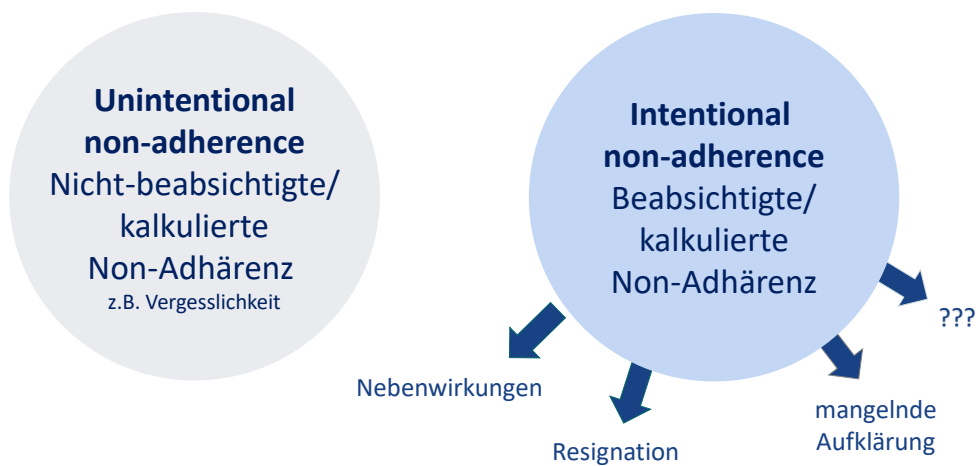 Unintentional
non-adherence
Nicht-beabsichtigte/
kalkulierte
Non-Adhärenz
z.B. Vergesslichkeit
Intentional
non-adherence
Beabsichtigte/
kalkulierte
Non-Adhärenz
Nebenwirkungen
Resignation
mangelnde
Aufklärung
???